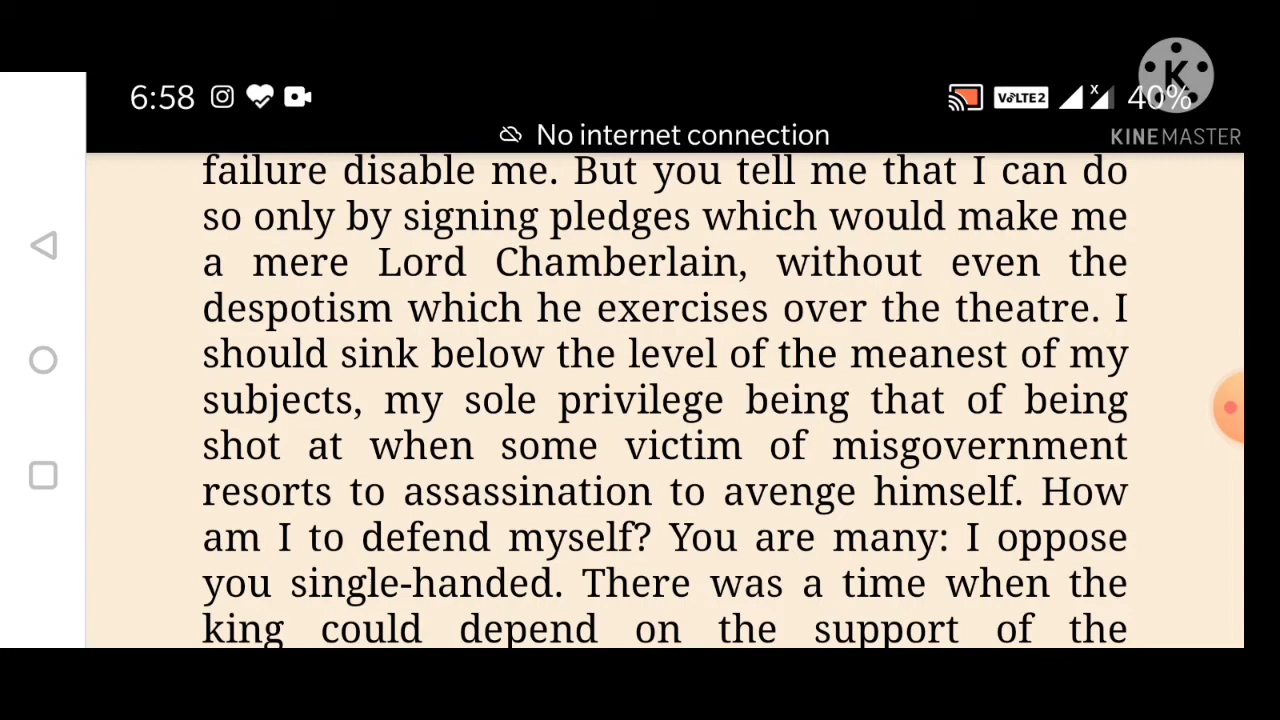 6:58
VoLTE2
X
40%
K
No internet connection
KINEMASTER
failure disable me. But you tell me that I can do
so only by signing pledges which would make me
a mere Lord Chamberlain, without even the
despotism which he exercises over the theatre. I
should sink below the level of the meanest of my
subjects, my sole privilege being that of being
shot at when some victim of misgovernment
resorts to assassination to avenge himself. How
am I to defend myself? You are many: I oppose
you single-handed. There was a time when the
king could depend on the support of the